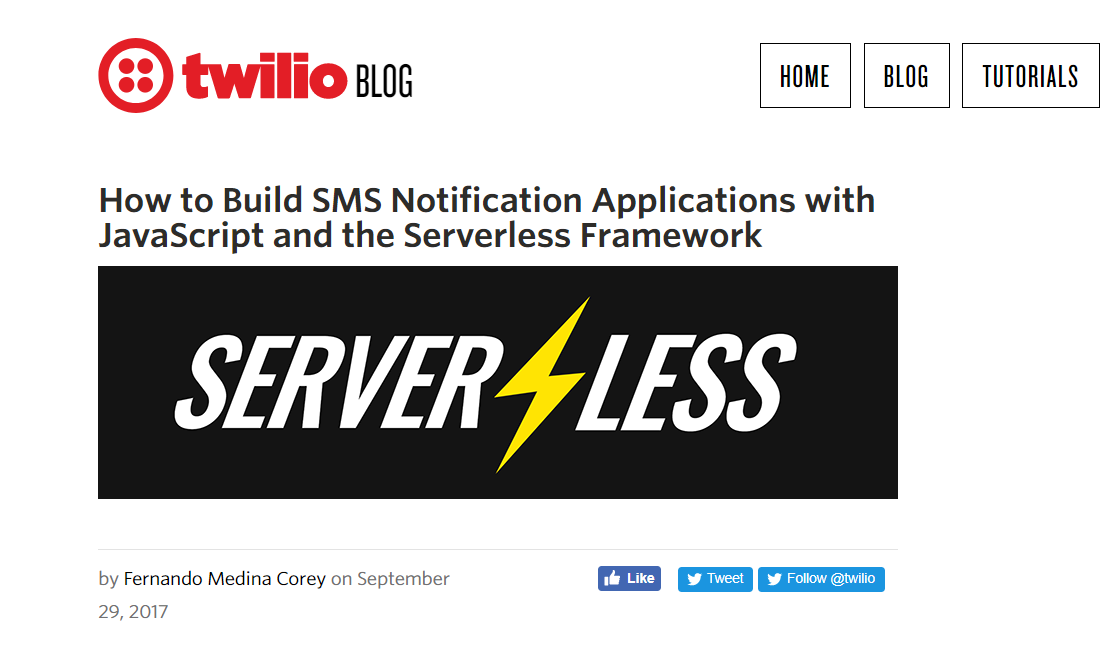 twilio BLOG
HOME
BLOG
TUTORIALS
How to Build SMS Notification Applications with
JavaScript and the Serverless Framework
SERVERLESS
by Fernando Medina Corey on September
29, 2017
Like
Tweet
Follow @twilio